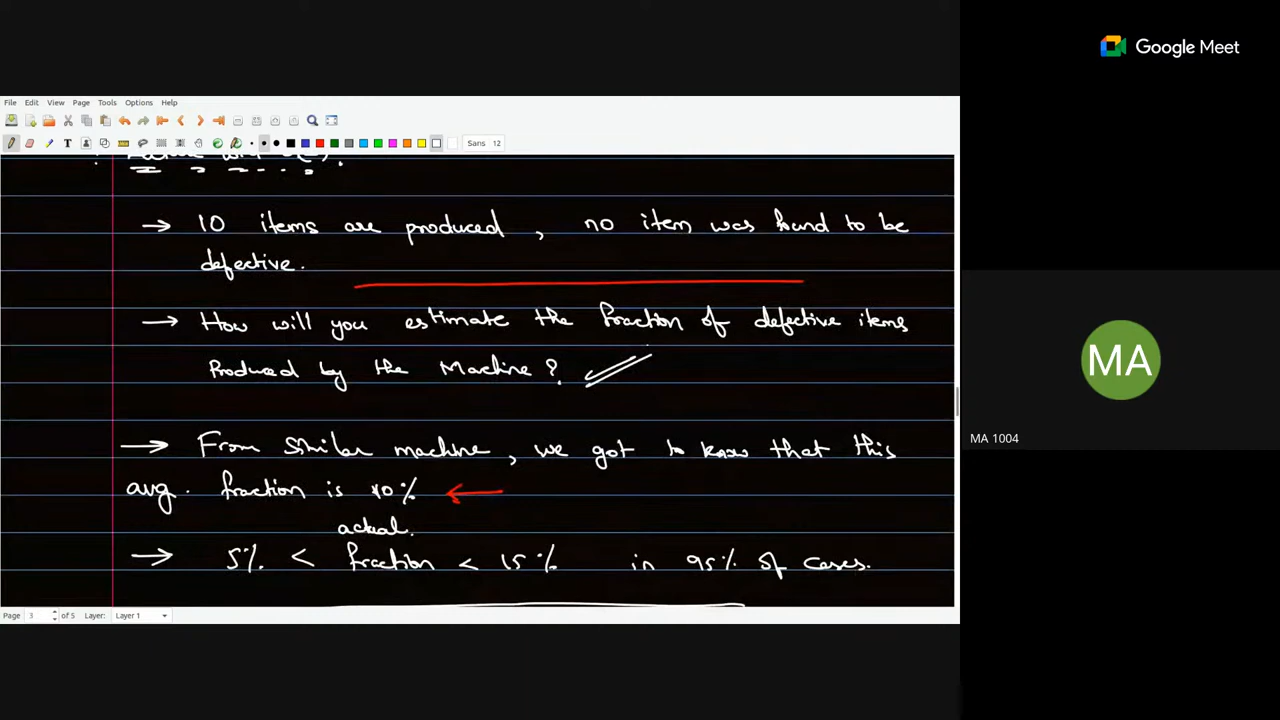 Google Meet
File Edit View Page Tools Options Help
Sans 12
→ 10 items are produced, no item was found to be
defective.
→ How will you estimate the fraction of defective items
Produced by the Machine?
→ From similar machine, we got to know that this
avg. fraction is 10%
actual.
→ 5% < fraction < 15% in 95% of cases.
MA
MA 1004
Page 3 of 5 Layer: Layer 1